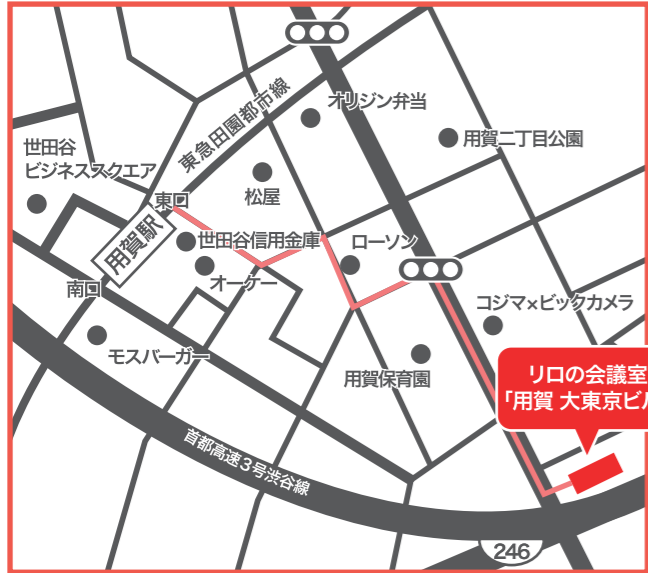 オリジン弁当
東急田園都市線
用賀二丁目公園
世田谷
ビジネススクエア
松屋
東口
用賀駅
世田谷信用金庫
ローソン
オーケー
南口
コジマ×ビックカメラ
モスバーガー
用賀保育園
リロの会議室
「用賀 大東京ビル
首都高速3号渋谷線
246